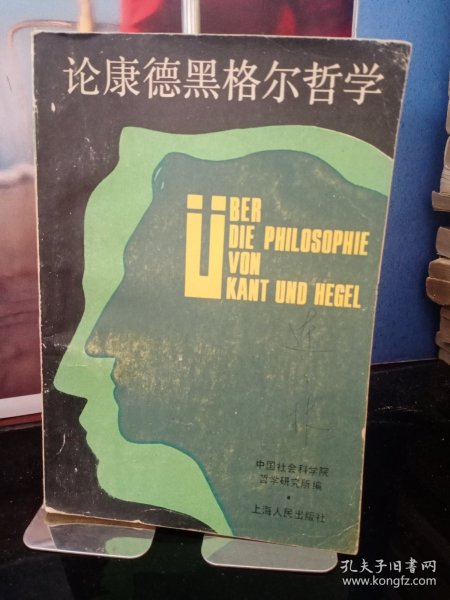 论康德黑格尔哲学
ÜBER
DIE PHILOSOPHIE
VON
KANT UND HEGEL
中国社会科学院
哲学研究所编
上海人民出版社
孔夫子旧书网
www.kongfz.com